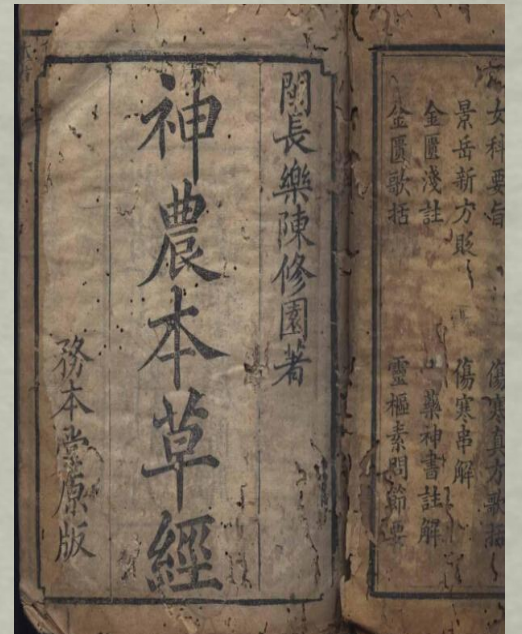 女科要旨 傷寒真方歌括
景岳新方貶 傷寒串解
金匱淺註 藥神書註解
金匱歌括 靈樞素問節要
閩長樂陳修園著
神農本草經
務本堂原版